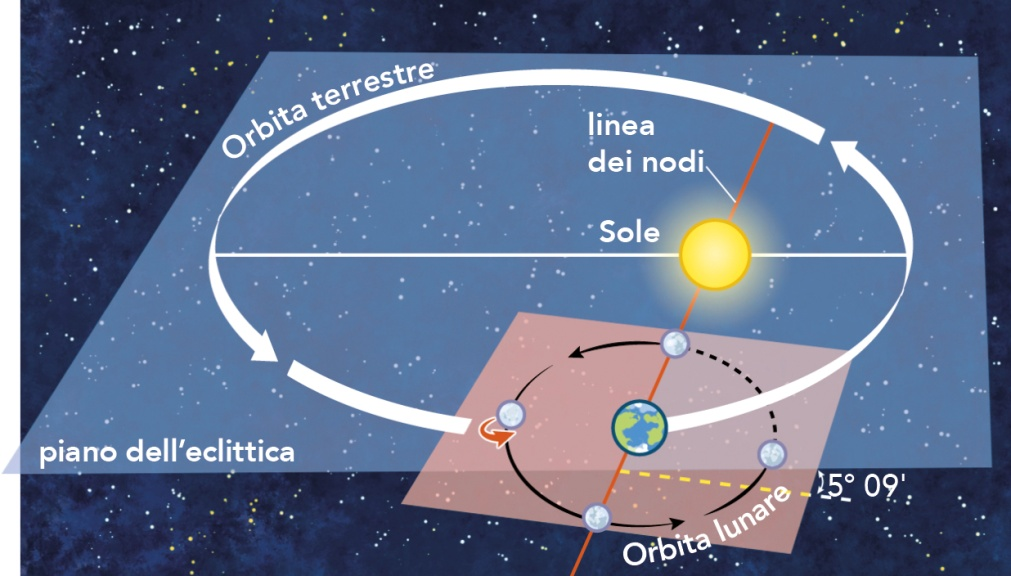 Orbita terrestre
linea
dei nodi
Sole
piano dell'eclittica
5° 09'
Orbita lunare